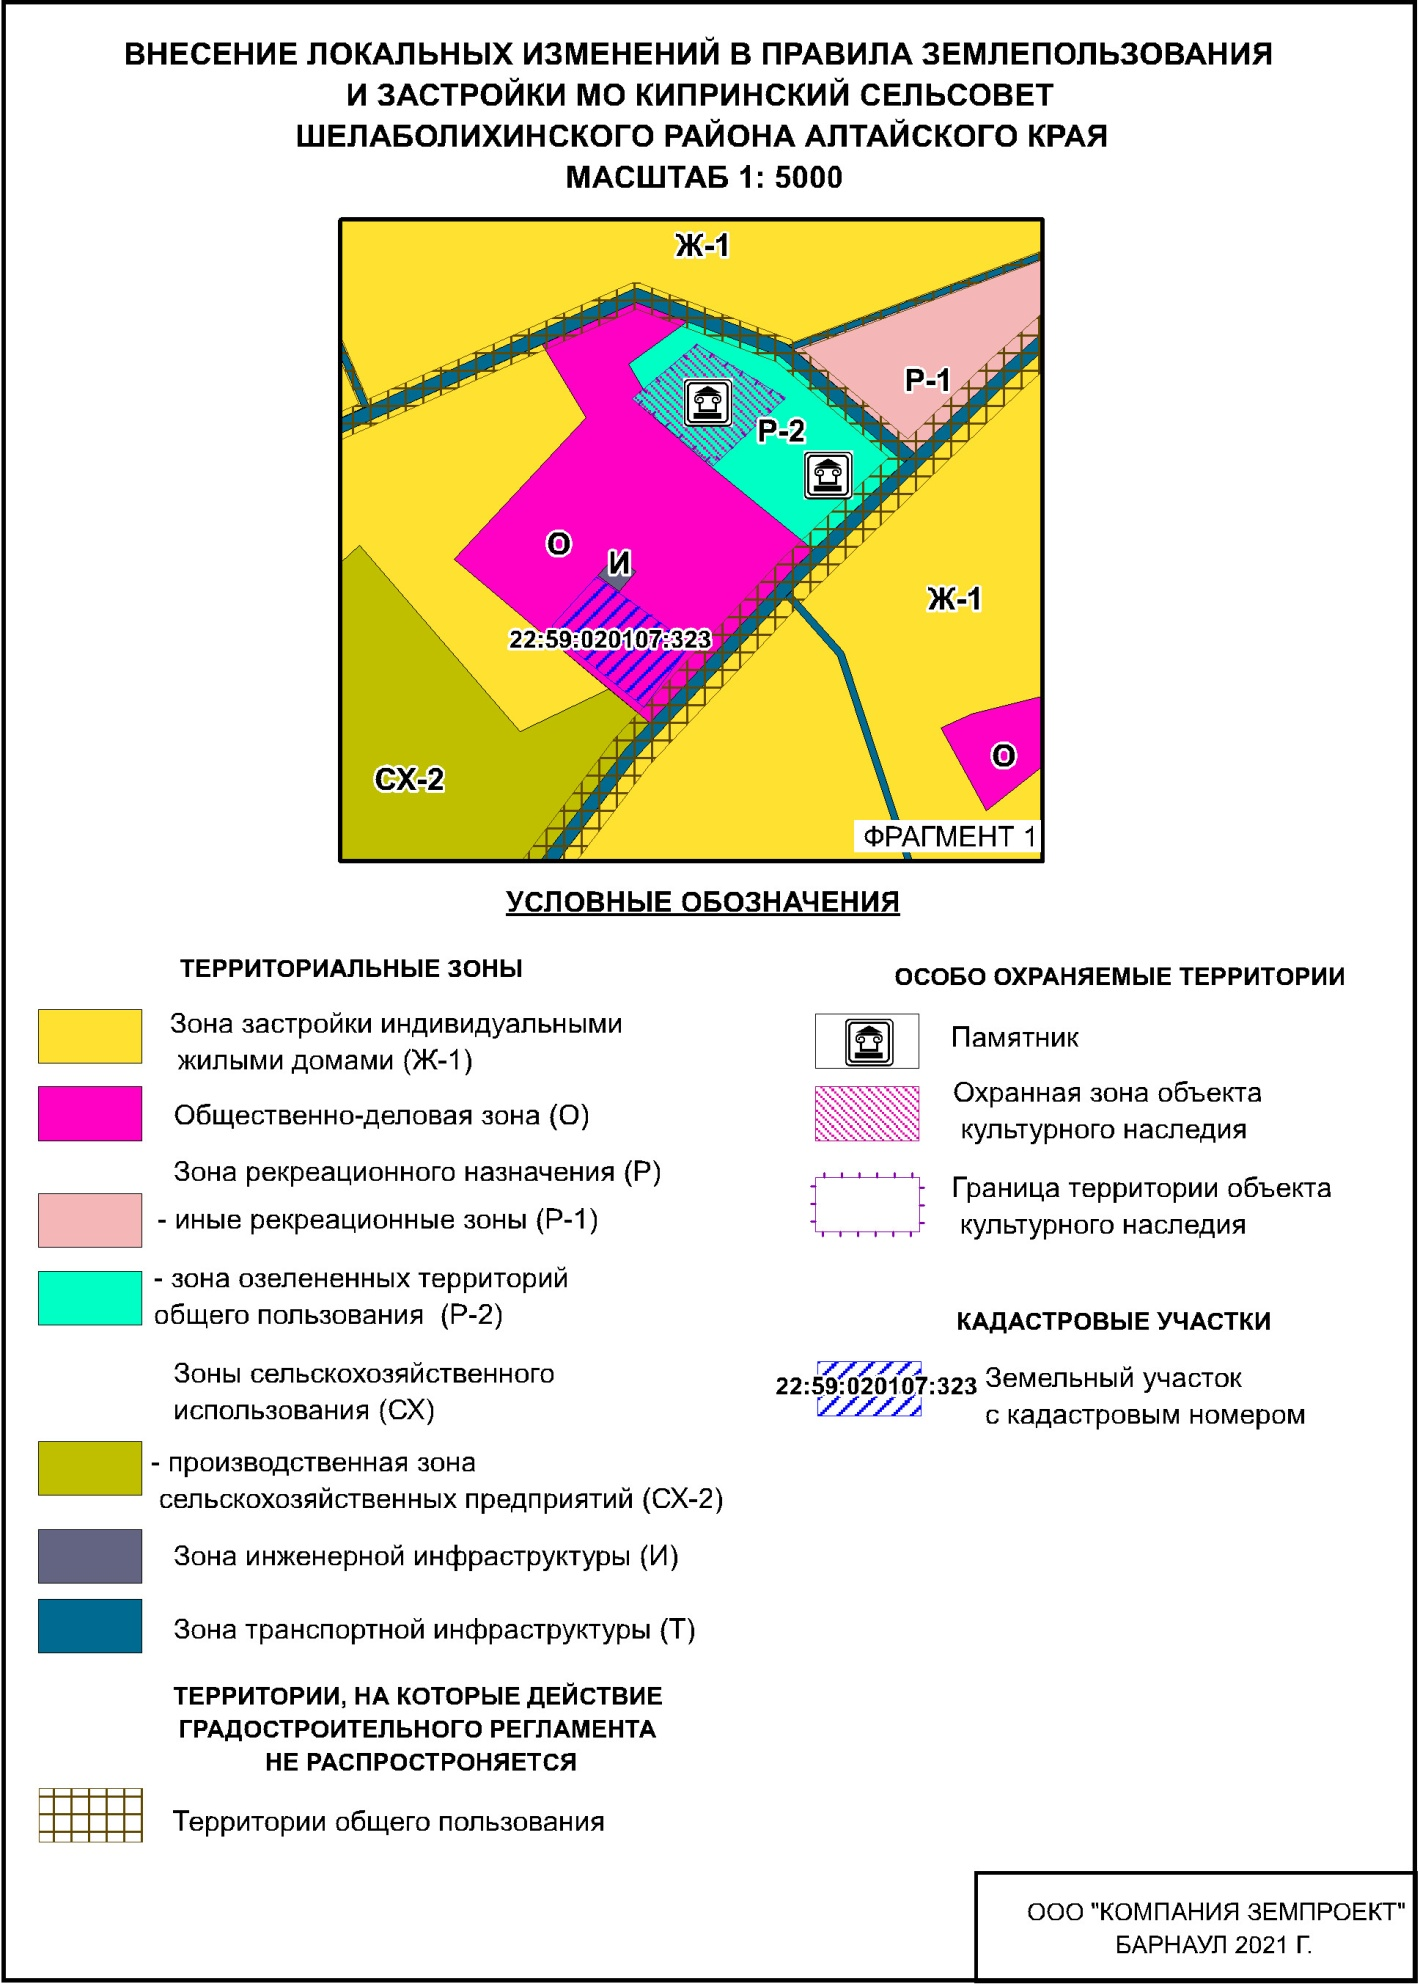 ВНЕСЕНИЕ ЛОКАЛЬНЫХ ИЗМЕНЕНИЙ В ПРАВИЛА ЗЕМЛЕПОЛЬЗОВАНИЯ
И ЗАСТРОЙКИ МО КИПРИНСКИЙ СЕЛЬСОВЕТ
ШЕЛАБОЛИХИНСКОГО РАЙОНА АЛТАЙСКОГО КРАЯ
МАСШТАБ 1: 5000
Ж-1
Р-1
Р-2
О
И
Ж-1
22:59:020107:323
О
СХ-2
ФРАГМЕНТ 1
УСЛОВНЫЕ ОБОЗНАЧЕНИЯ
ТЕРРИТОРИАЛЬНЫЕ ЗОНЫ
Зона застройки индивидуальными
жилыми домами (Ж-1)
Общественно-деловая зона (О)
Зона рекреационного назначения (Р)
- иные рекреационные зоны (Р-1)
- зона озелененных территорий
общего пользования (Р-2)
Зоны сельскохозяйственного
использования (СХ)
- производственная зона
сельскохозяйственных предприятий (СХ-2)
Зона инженерной инфраструктуры (И)
Зона транспортной инфраструктуры (Т)
ТЕРРИТОРИИ, НА КОТОРЫЕ ДЕЙСТВИЕ
ГРАДОСТРОИТЕЛЬНОГО РЕГЛАМЕНТА
НЕ РАСПРОСТРОНЯЕТСЯ
Территории общего пользования
ОСОБО ОХРАНЯЕМЫЕ ТЕРРИТОРИИ
Памятник
Охранная зона объекта
культурного наследия
Граница территории объекта
культурного наследия
КАДАСТРОВЫЕ УЧАСТКИ
22:59:020107:323 Земельный участок
с кадастровым номером
ООО "КОМПАНИЯ ЗЕМПРОЕКТ"
БАРНАУЛ 2021 Г.